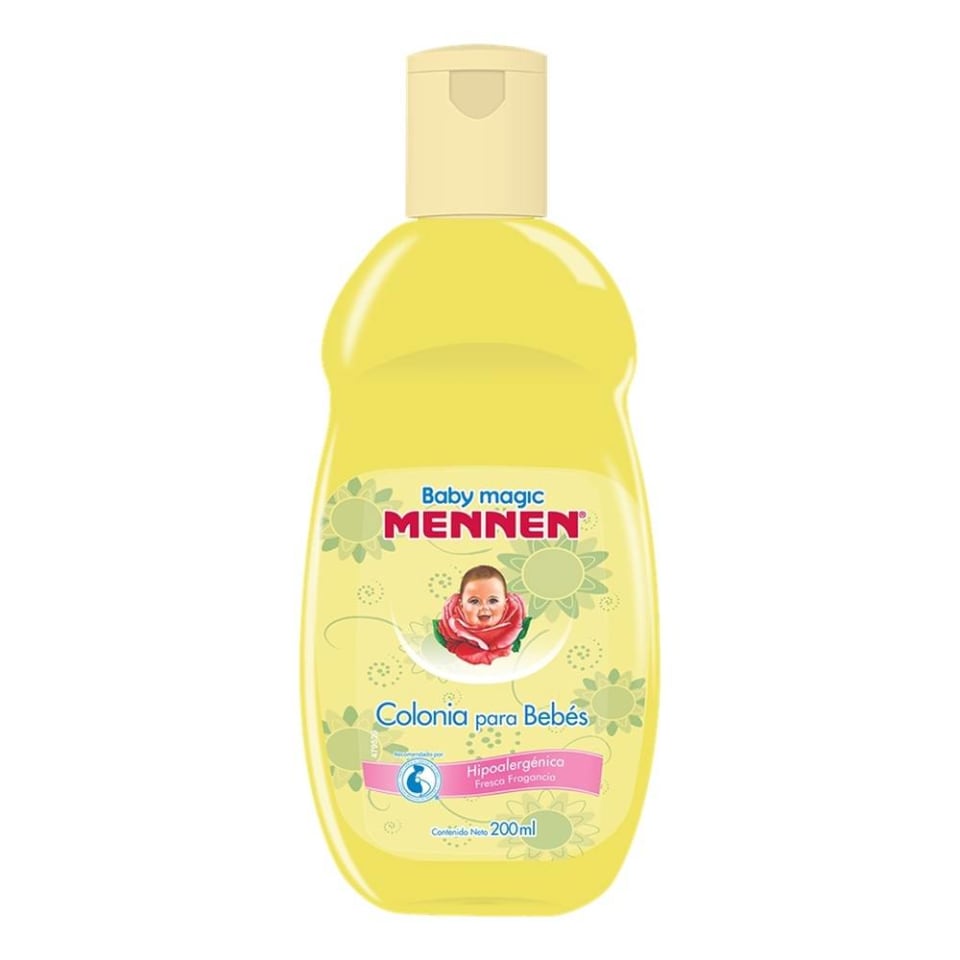 Baby magic
MENNEN®
Colonia para Bebés
Recomendado por
Hipoalergénica
Fresca Fragancia
Contenido Neto 200ml